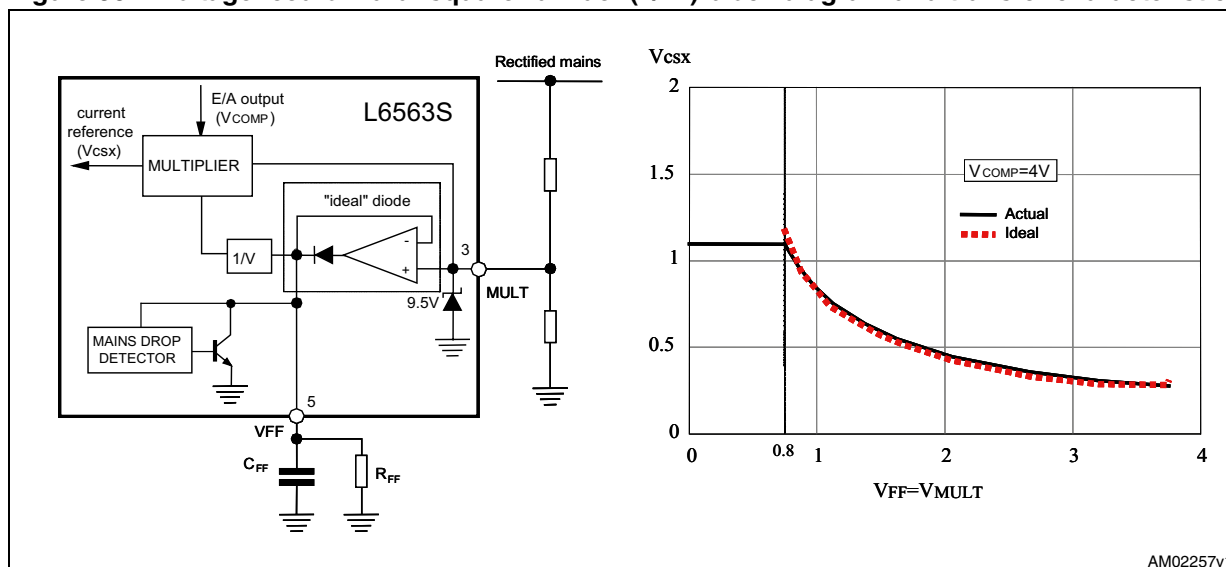 Rectified mains
E/A output
(VCOMP)
L6563S
current
reference
(Vcsx)
MULTIPLIER
"ideal" diode
-
+
3
1/V
MULT
9.5V
MAINS DROP
DETECTOR
5
VFF
CFF
RFF
Vcsx
2
1.5
VCOMP=4V
Actual
Ideal
1
0.5
0
0
0.8
1
2
3
4
VFF=VMULT